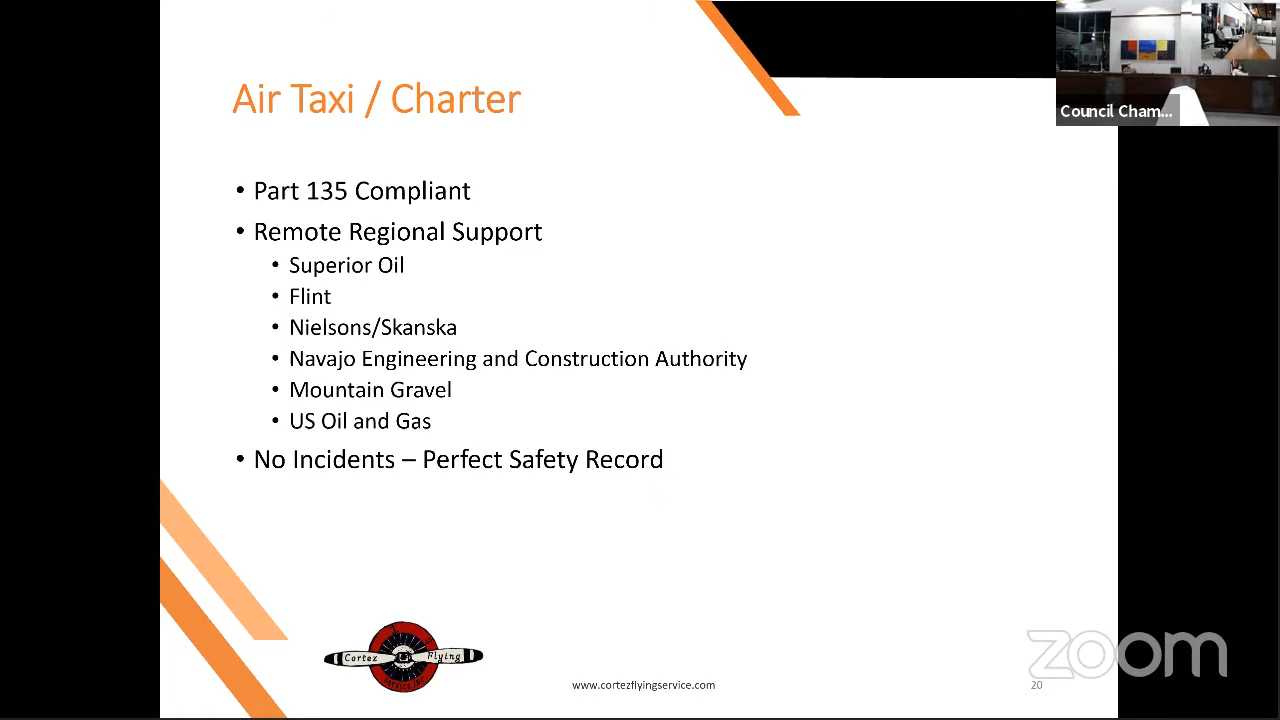 Air Taxi / Charter
Council Cham...
• Part 135 Compliant
• Remote Regional Support
• Superior Oil
• Flint
• Nielsons/Skanska
• Navajo Engineering and Construction Authority
• Mountain Gravel
• US Oil and Gas
• No Incidents – Perfect Safety Record
Cortez Flying
Service, Inc.
www.cortezflyingservice.com
20
zoom